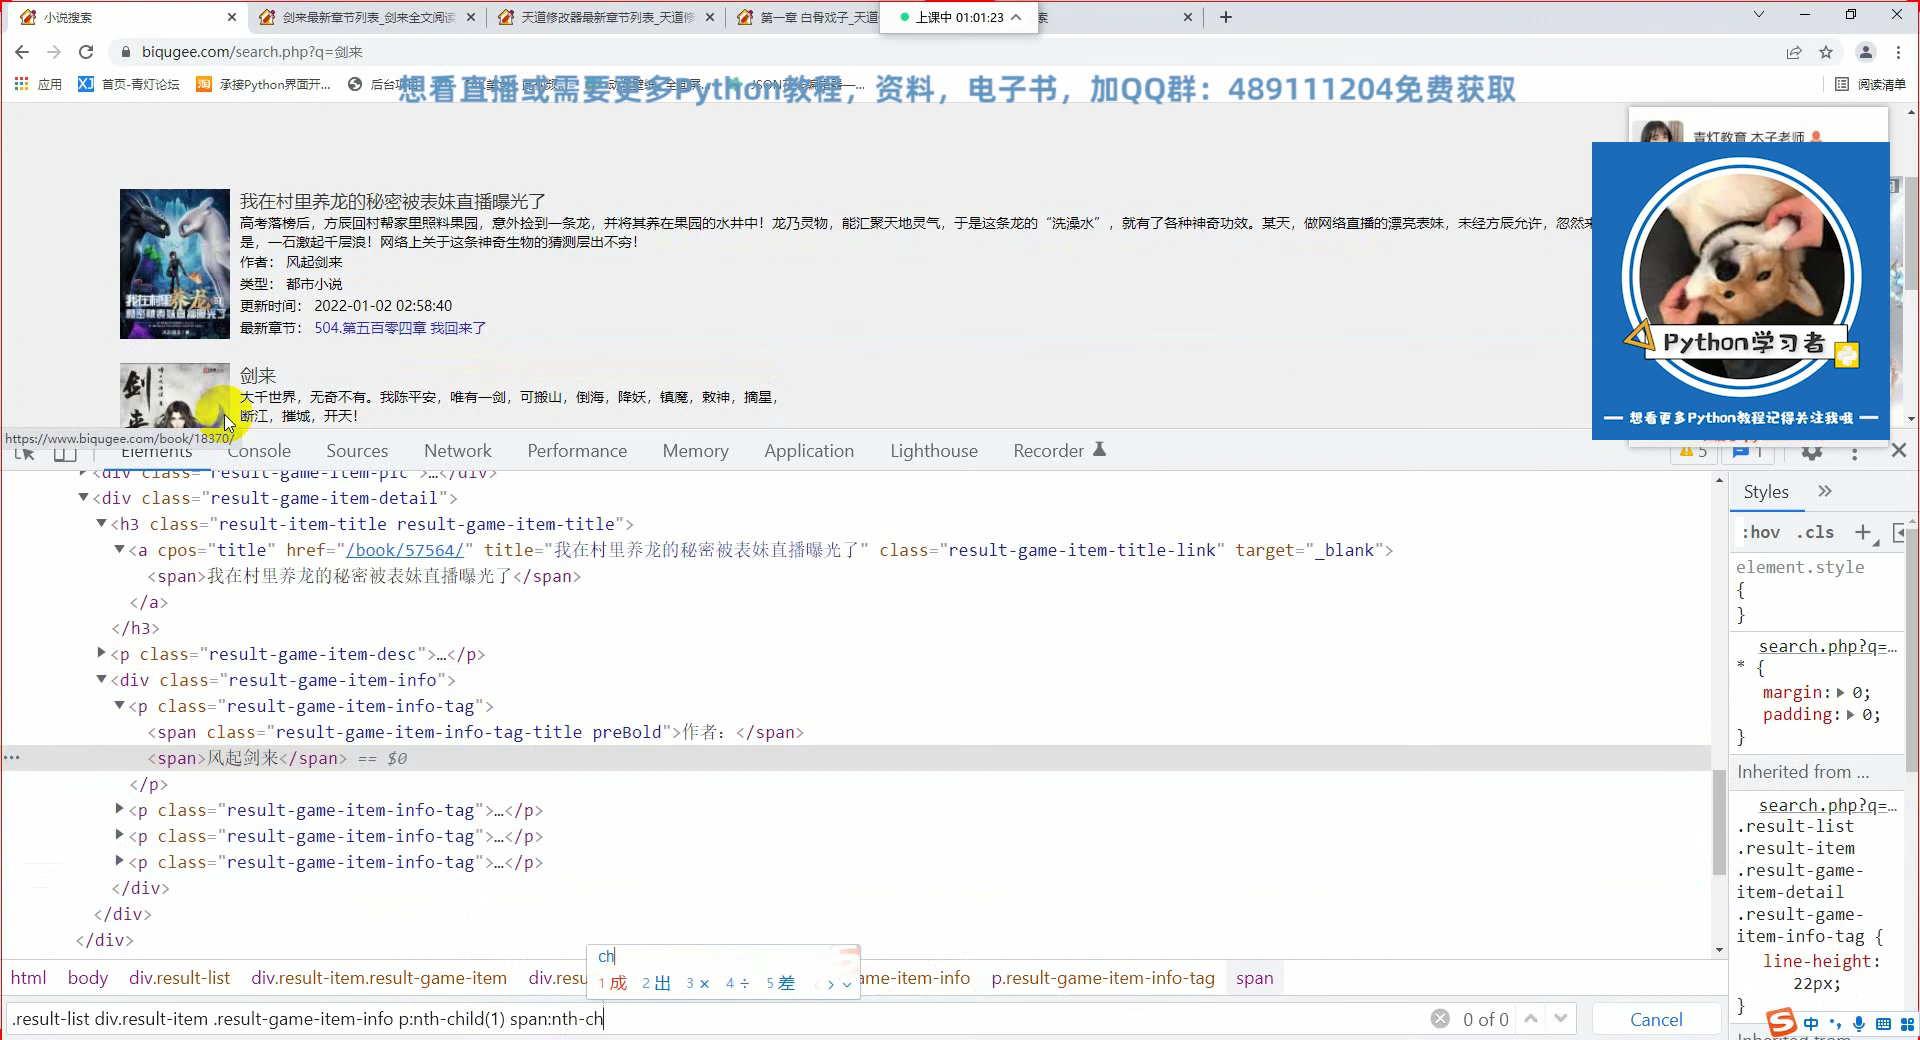 小说搜索
剑来最新章节列表_剑来全文阅读
天道修改器最新章节列表_天道修
第一章 白骨戏子_天道
上课中 01:01:23
biqugee.com/search.php?q=剑来
应用
首页-青灯论坛
承接Python界面开...
想看直播或需要更多Python教程，资料，电子书，加QQ群：489111204免费获取
阅读清单
青灯教育 木子老师
我在村里养龙的秘密被表妹直播曝光了
高考落榜后，方辰回村帮家里照料果园，意外捡到一条龙，并将其养在果园的水井中！龙乃灵物，能汇聚天地灵气，于是这条龙的“洗澡水”，就有了各种神奇功效。某天，做网络直播的漂亮表妹，未经方辰允许，忽然来
是，一石激起千层浪！网络上关于这条神奇生物的猜测层出不穷！
作者： 风起剑来
类型： 都市小说
更新时间： 2022-01-02 02:58:40
最新章节： 504.第五百零四章 我回来了
剑来
大千世界，无奇不有。我陈平安，唯有一剑，可搬山，倒海，降妖，镇魔，敕神，摘星，
断江，摧城，开天！
Python学习者
想看更多Python教程记得关注我哦
https://www.biqugee.com/book/18370/
Elements Console Sources Network Performance Memory Application Lighthouse Recorder
5 1
<div class="result-game-item-pic">…</div>
<div class="result-game-item-detail">
<h3 class="result-item-title result-game-item-title">
<a cpos="title" href="/book/57564/" title="我在村里养龙的秘密被表妹直播曝光了" class="result-game-item-title-link" target="_blank">
<span>我在村里养龙的秘密被表妹直播曝光了</span>
</a>
</h3>
<p class="result-game-item-desc">…</p>
<div class="result-game-item-info">
<p class="result-game-item-info-tag">
<span class="result-game-item-info-tag-title preBold">作者：</span>
<span>风起剑来</span> == $0
</p>
<p class="result-game-item-info-tag">…</p>
<p class="result-game-item-info-tag">…</p>
<p class="result-game-item-info-tag">…</p>
</div>
</div>
</div>
Styles
:hov .cls
element.style
{
}
search.php?q=…
* {
margin: 0;
padding: 0;
}
Inherited from ...
search.php?q=…
.result-list
.result-item
.result-game-
item-detail
.result-game-
item-info-tag {
line-height:
22px;
}
ch
1 成 2 出 3 × 4 ÷ 5 差
html body div.result-list div.result-item.result-game-item div.resu ame-item-info p.result-game-item-info-tag span
.result-list div.result-item .result-game-item-info p:nth-child(1) span:nth-ch
0 of 0
Cancel
中